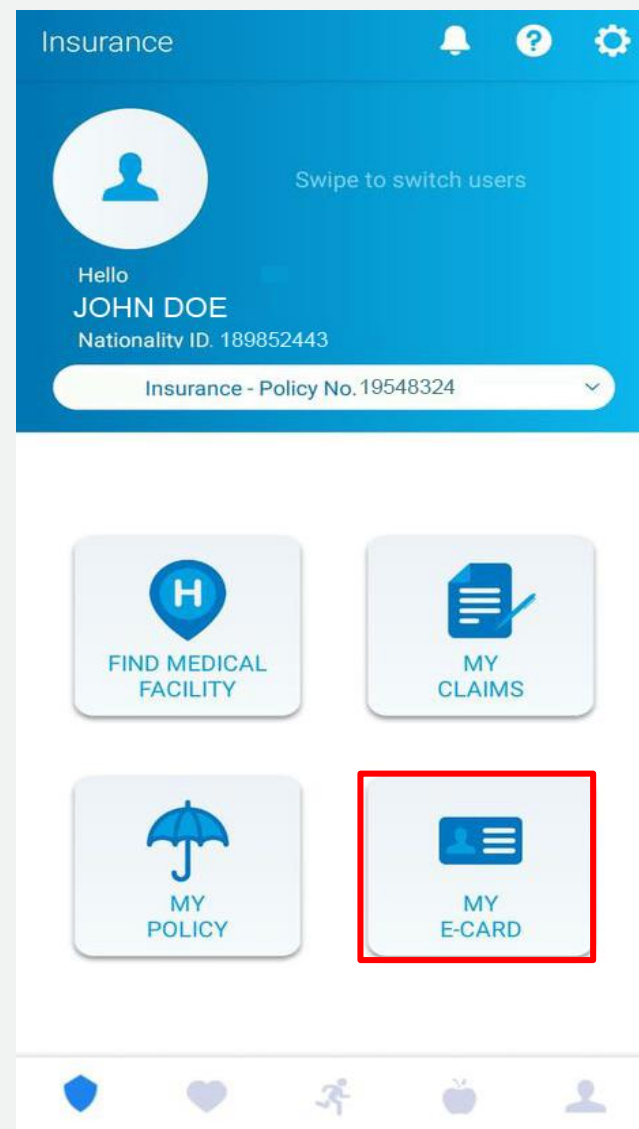 Insurance
Swipe to switch users
Hello
JOHN DOE
Nationality ID. 189852443
Insurance - Policy No. 19548324
H
FIND MEDICAL
FACILITY
MY
CLAIMS
MY
POLICY
MY
E-CARD